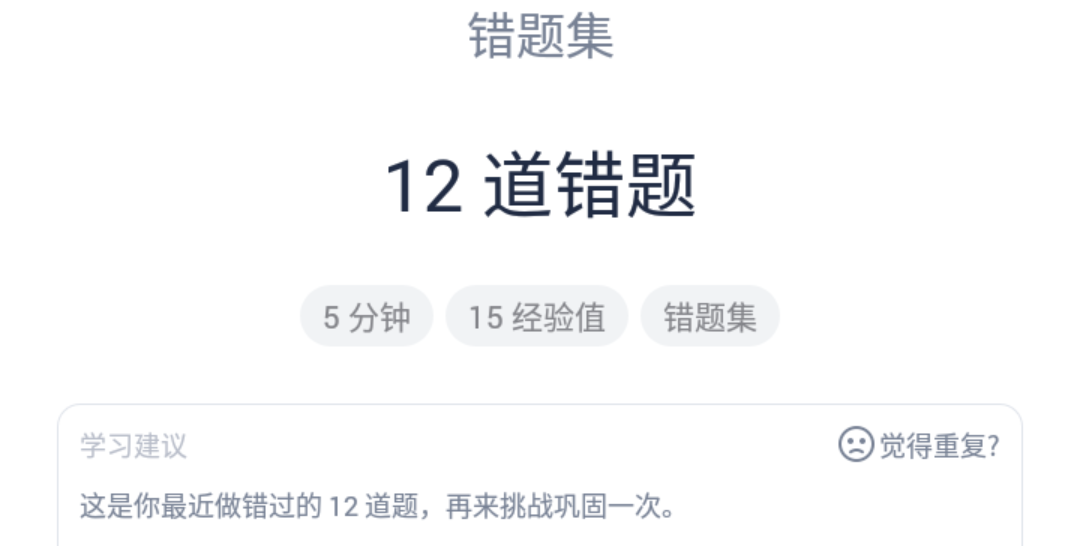 错题集
12 道错题
5 分钟 15 经验值 错题集
学习建议 觉得重复?
这是你最近做错过的 12 道题，再来挑战巩固一次。